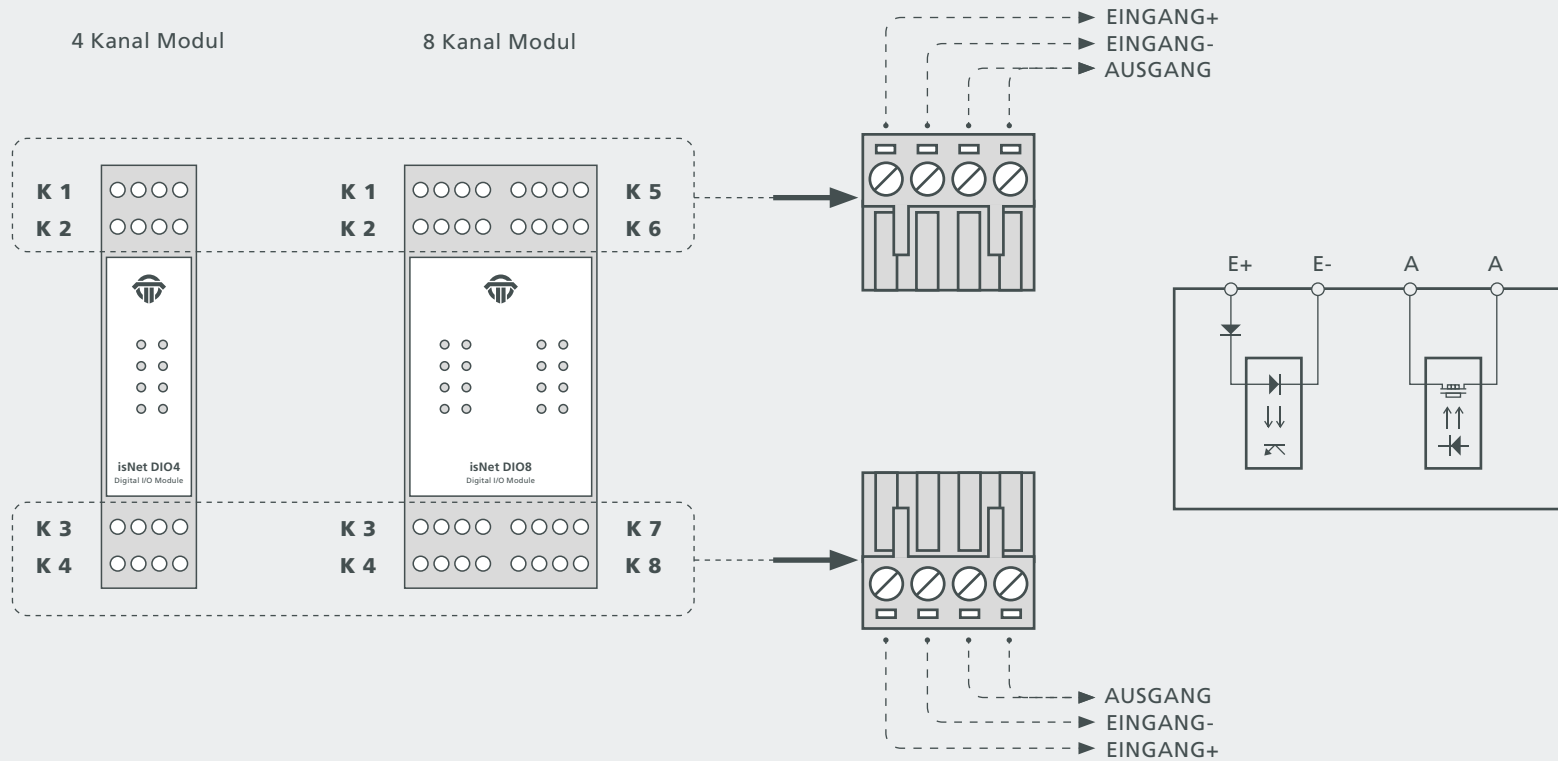 4 Kanal Modul
8 Kanal Modul
EINGANG+
EINGANG-
AUSGANG
K 1
K 1
K 5
K 2
K 2
K 6
E+
E-
A
A
isNet DIO4
Digital I/O Module
isNet DIO8
Digital I/O Module
K 3
K 3
K 7
K 4
K 4
K 8
AUSGANG
EINGANG-
EINGANG+